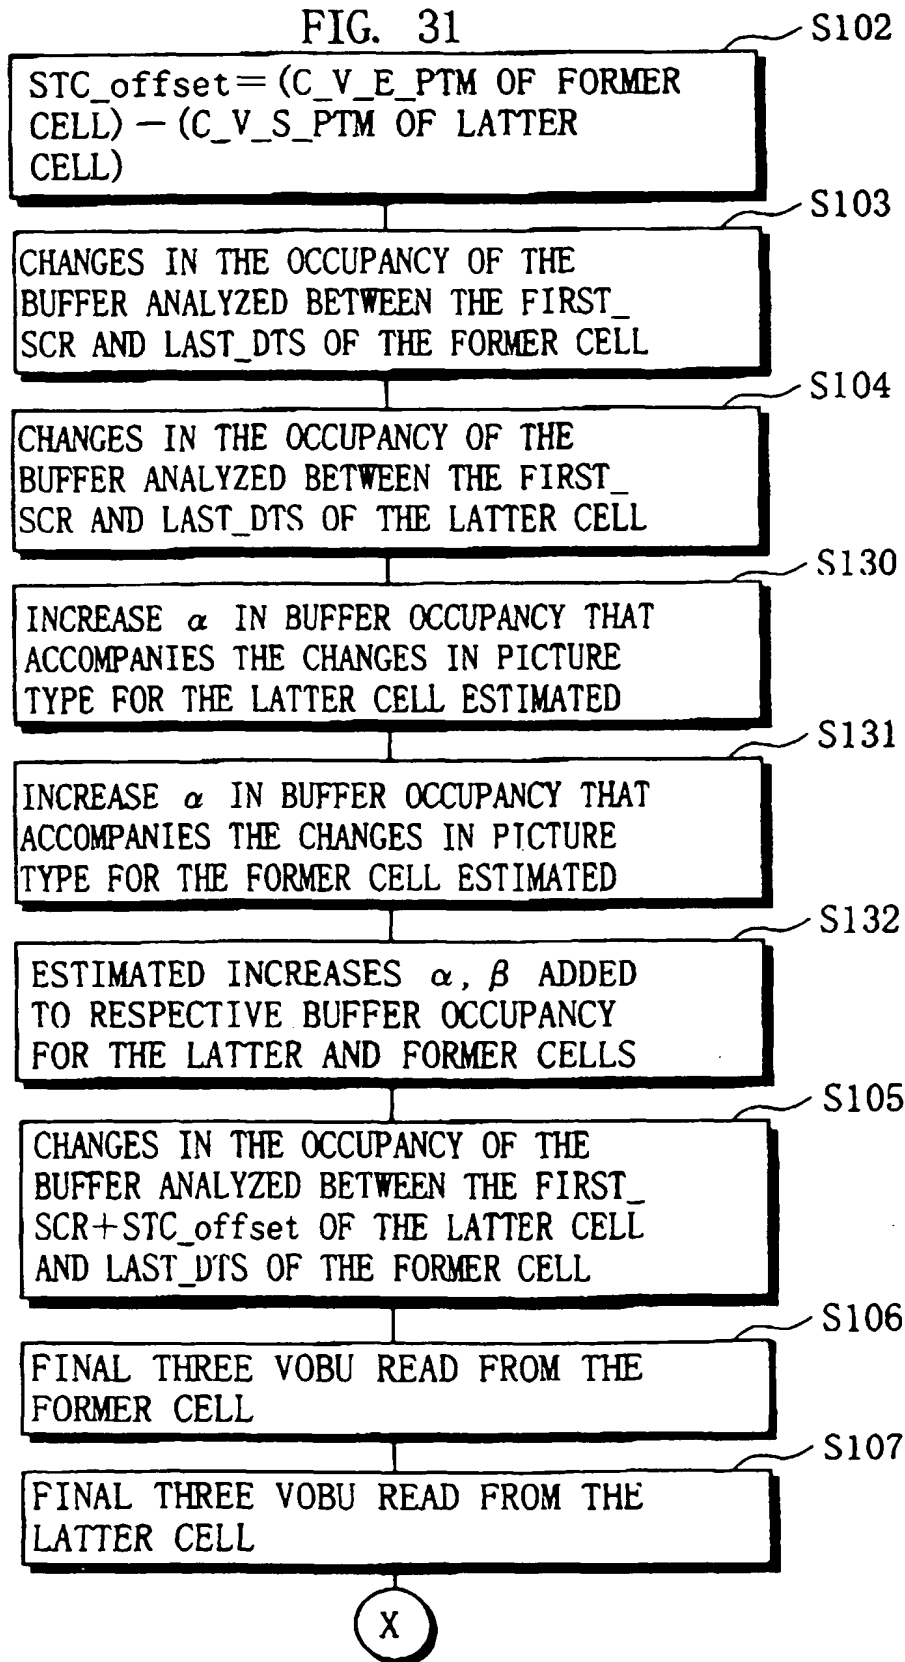 FIG. 31
S102
STC_offset=(C_V_E_PTM OF FORMER
CELL)-(C_V_S_PTM OF LATTER
CELL)
S103
CHANGES IN THE OCCUPANCY OF THE
BUFFER ANALYZED BETWEEN THE FIRST_
SCR AND LAST_DTS OF THE FORMER CELL
S104
CHANGES IN THE OCCUPANCY OF THE
BUFFER ANALYZED BETWEEN THE FIRST_
SCR AND LAST_DTS OF THE LATTER CELL
S130
INCREASE α IN BUFFER OCCUPANCY THAT
ACCOMPANIES THE CHANGES IN PICTURE
TYPE FOR THE LATTER CELL ESTIMATED
S131
INCREASE α IN BUFFER OCCUPANCY THAT
ACCOMPANIES THE CHANGES IN PICTURE
TYPE FOR THE FORMER CELL ESTIMATED
S132
ESTIMATED INCREASES α, β ADDED
TO RESPECTIVE BUFFER OCCUPANCY
FOR THE LATTER AND FORMER CELLS
S105
CHANGES IN THE OCCUPANCY OF THE
BUFFER ANALYZED BETWEEN THE FIRST_
SCR+STC_offset OF THE LATTER CELL
AND LAST_DTS OF THE FORMER CELL
S106
FINAL THREE VOBU READ FROM THE
FORMER CELL
S107
FINAL THREE VOBU READ FROM THE
LATTER CELL
X